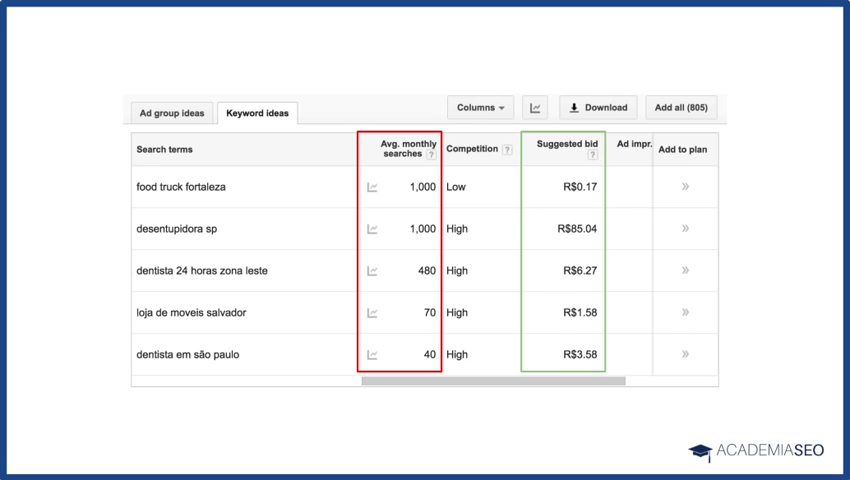 Ad group ideas Keyword ideas Columns Download Add all (805)
Search terms Avg. monthly searches ? Competition ? Suggested bid ? Ad impr. Add to plan
food truck fortaleza 1,000 Low R$0.17 »
desentupidora sp 1,000 High R$85.04 »
dentista 24 horas zona leste 480 High R$6.27 »
loja de moveis salvador 70 High R$1.58 »
dentista em são paulo 40 High R$3.58 »
ACADEMIASEO